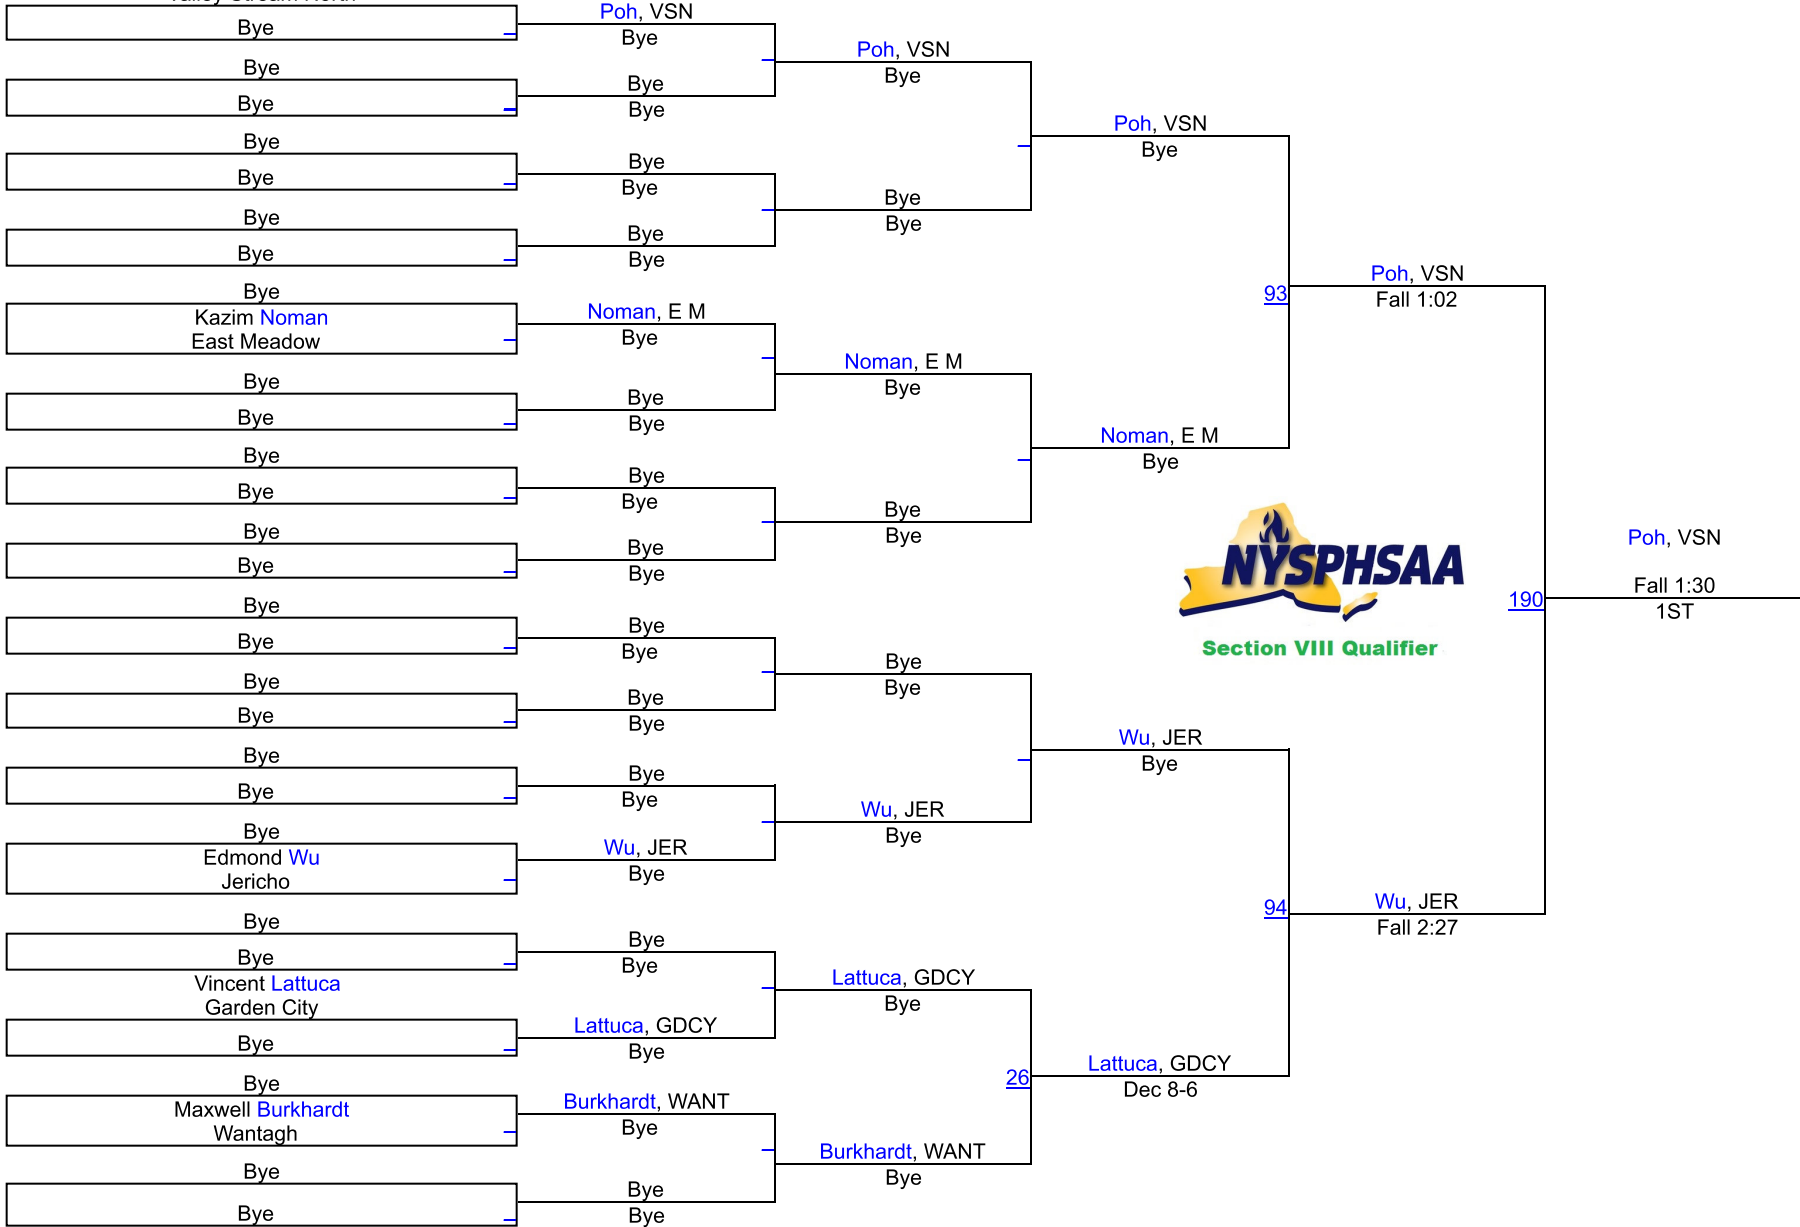 Valley Stream North
Bye
Bye
Bye
Bye
Bye
Bye
Bye
Bye
Kazim Noman
East Meadow
Bye
Bye
Bye
Bye
Bye
Bye
Bye
Bye
Bye
Bye
Bye
Bye
Bye
Edmond Wu
Jericho
Bye
Bye
Vincent Lattuca
Garden City
Bye
Bye
Maxwell Burkhardt
Wantagh
Bye
Bye
Poh, VSN
Bye
Bye
Bye
Bye
Bye
Bye
Bye
Noman, E M
Bye
Bye
Bye
Bye
Bye
Bye
Bye
Bye
Bye
Bye
Bye
Bye
Bye
Wu, JER
Bye
Bye
Bye
Lattuca, GDCY
Bye
Burkhardt, WANT
Bye
Bye
Bye
Poh, VSN
Bye
Bye
Bye
Noman, E M
Bye
Bye
Bye
Bye
Bye
Wu, JER
Bye
Lattuca, GDCY
Bye
Burkhardt, WANT
Bye
Poh, VSN
Bye
Noman, E M
Bye
Wu, JER
Bye
26
Lattuca, GDCY
Dec 8-6
93
Poh, VSN
Fall 1:02
94
Wu, JER
Fall 2:27
NYSPHSAA
Section VIII Qualifier
190
Poh, VSN
Fall 1:30
1ST